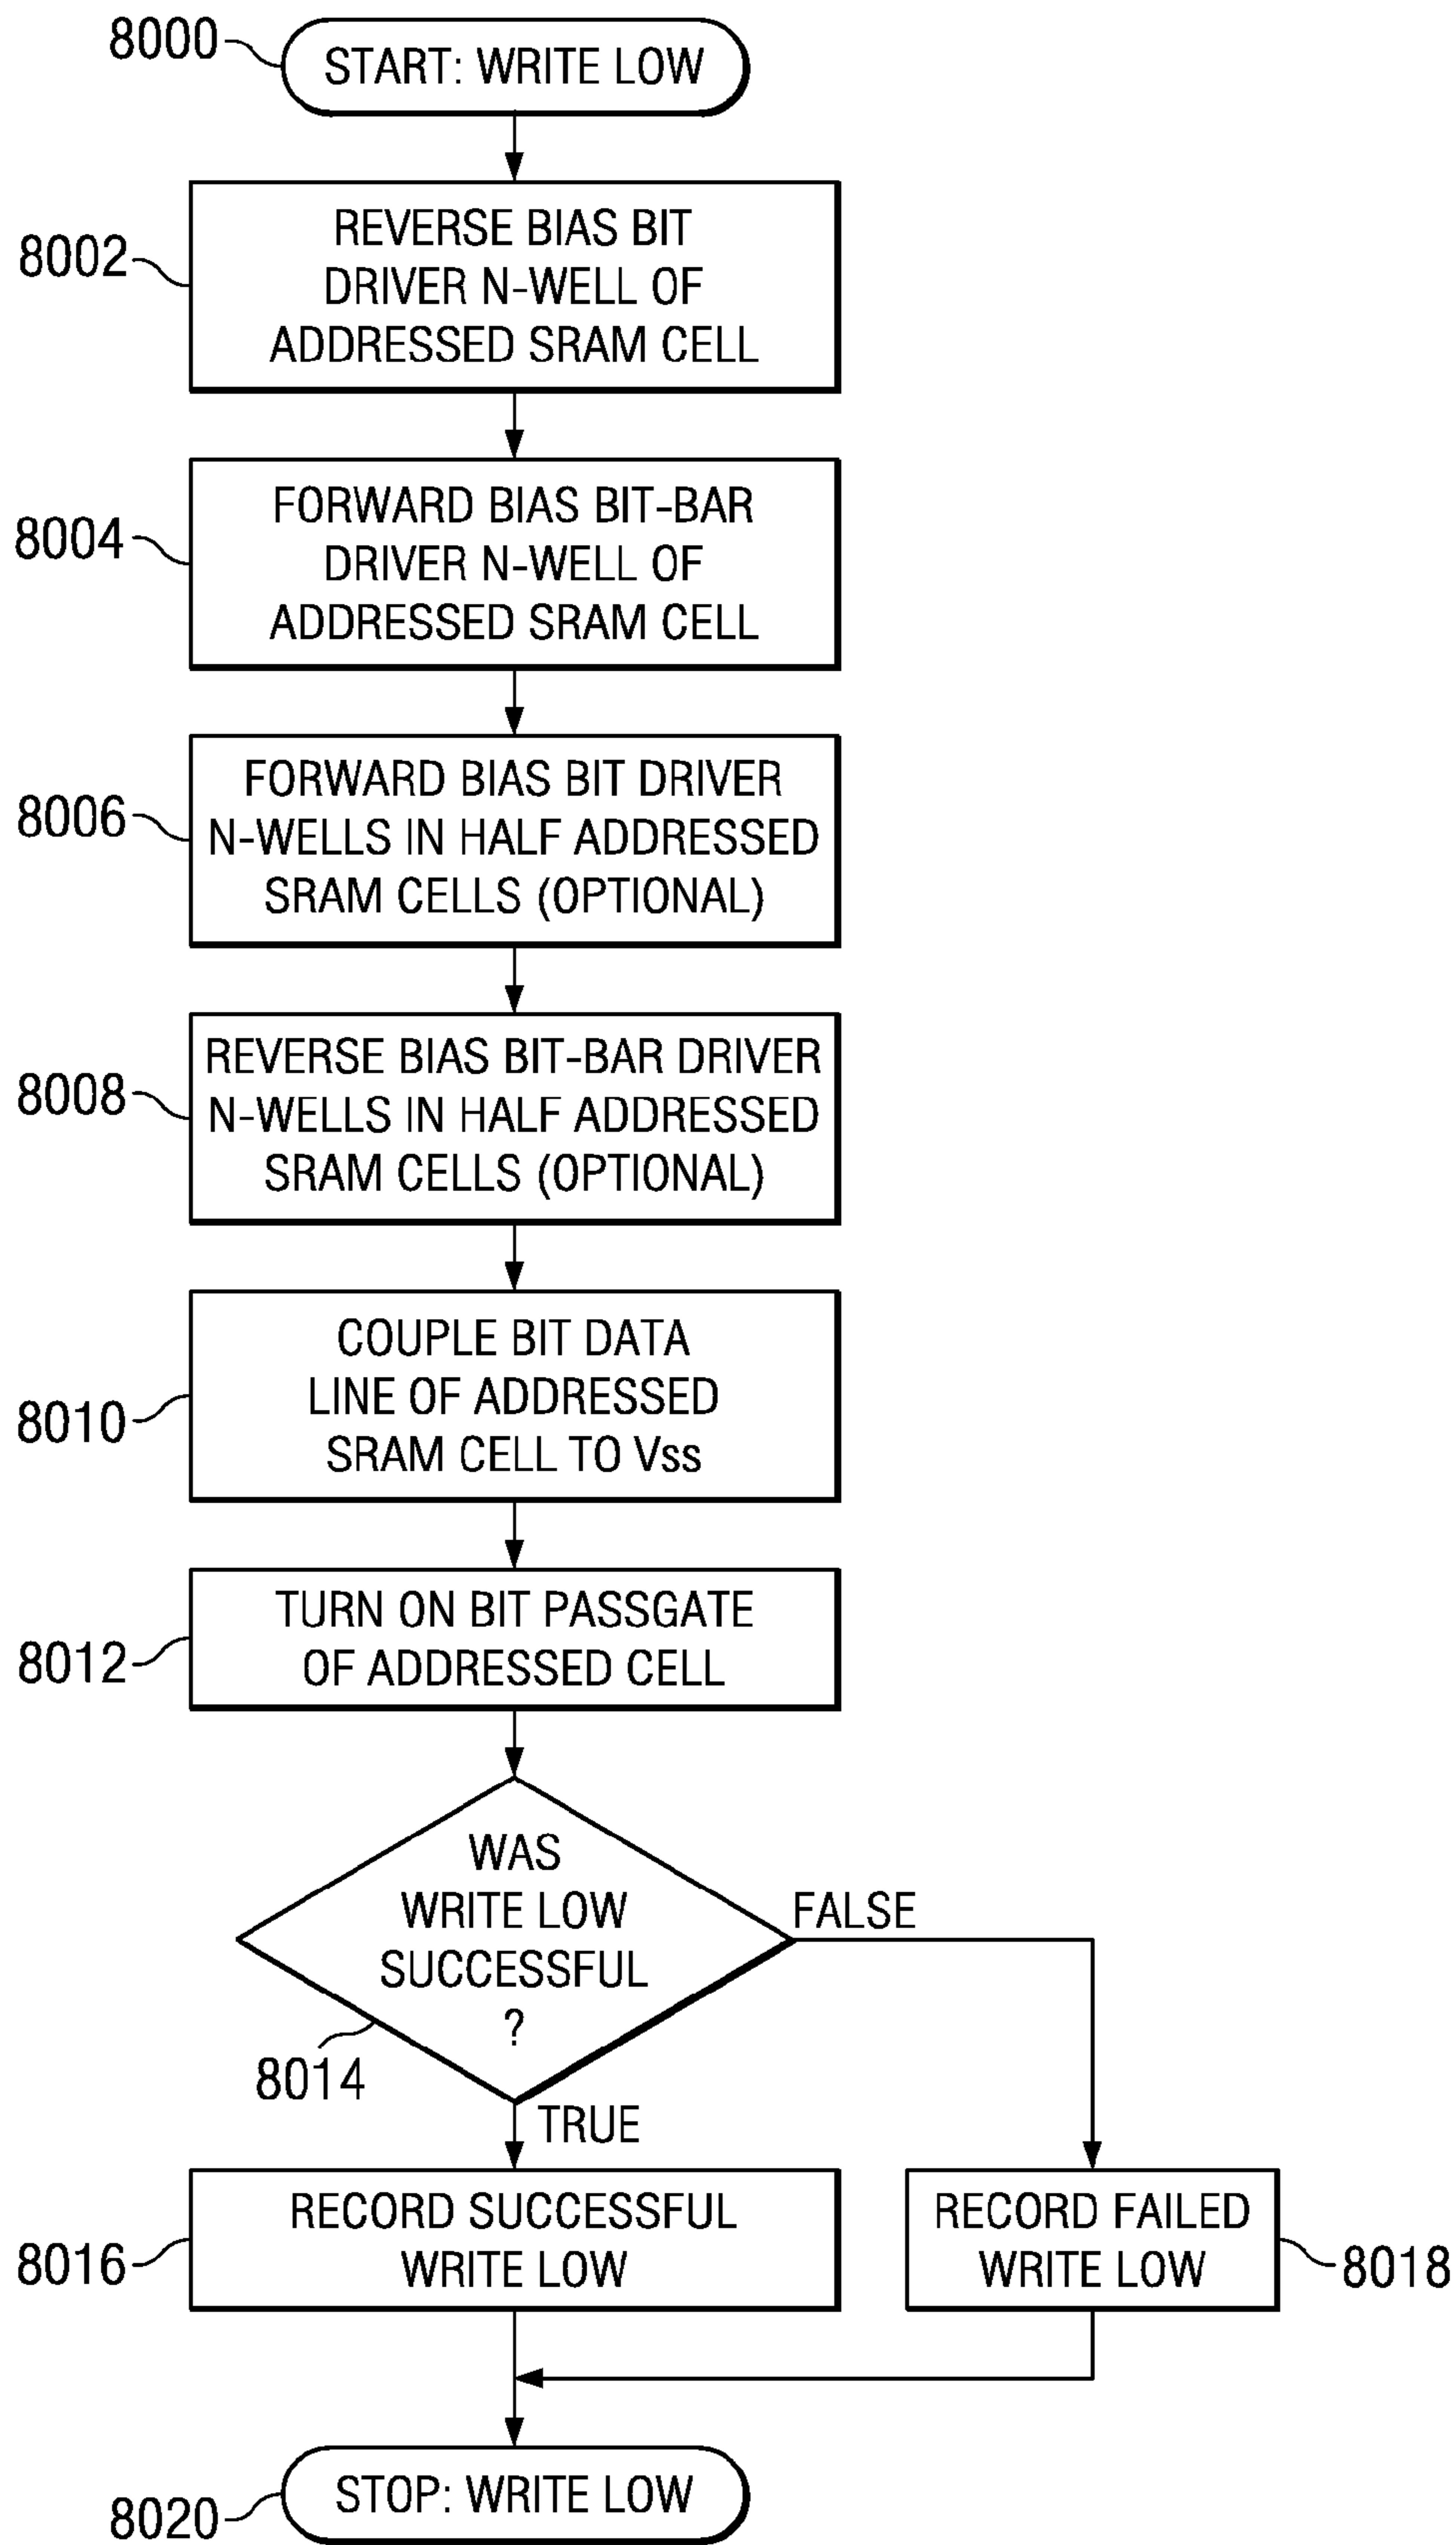 8000
START: WRITE LOW
8002
REVERSE BIAS BIT
DRIVER N-WELL OF
ADDRESSED SRAM CELL
8004
FORWARD BIAS BIT-BAR
DRIVER N-WELL OF
ADDRESSED SRAM CELL
8006
FORWARD BIAS BIT DRIVER
N-WELLS IN HALF ADDRESSED
SRAM CELLS (OPTIONAL)
8008
REVERSE BIAS BIT-BAR DRIVER
N-WELLS IN HALF ADDRESSED
SRAM CELLS (OPTIONAL)
8010
COUPLE BIT DATA
LINE OF ADDRESSED
SRAM CELL TO Vss
8012
TURN ON BIT PASSGATE
OF ADDRESSED CELL
WAS
WRITE LOW
SUCCESSFUL
?
FALSE
8014
TRUE
8016
RECORD SUCCESSFUL
WRITE LOW
RECORD FAILED
WRITE LOW
8018
8020
STOP: WRITE LOW